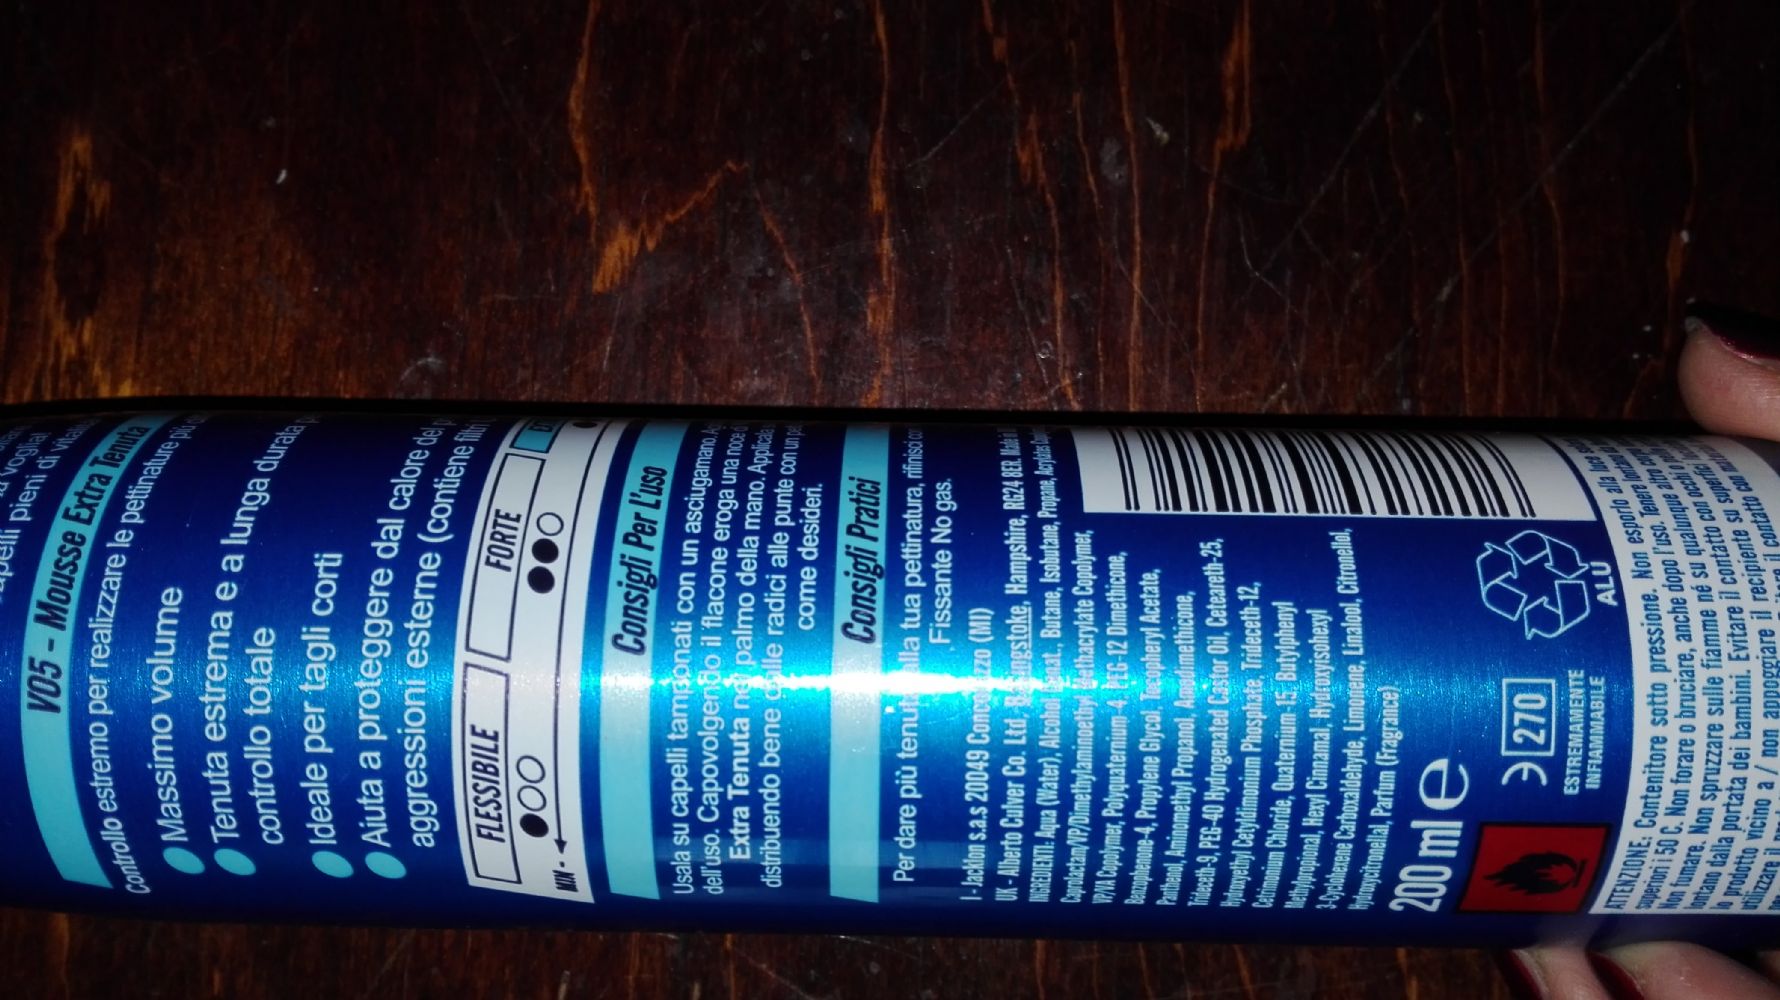 capelli pieni di
VO5 - Mousse Extra Tenuta
Controllo estremo per realizzare le pettinature più
Massimo volume
Tenuta estrema e a lunga durata
controllo totale
Ideale per tagli corti
Aiuta a proteggere dal calore
aggressioni esterne (contiene
FLESSIBILE FORTE
MIN -
Consigli Per L'uso
Usala su capelli tamponati con un asciugamano
dell'uso. Capovolgendo il flacone eroga una noce
Extra Tenuta nel palmo della mano.
distribuendo bene dalle radici alle punte con un
come desideri.
Consigli Pratici
Per dare più tenuta alla tua pettinatura, rifinisci
Fissante No gas.
I - Jacklon s.a.s 20049 Concorezzo (MI)
UK - Alberto Culver Co. Ltd, Basingstoke, Hampshire, RG24 8ER.
INGREDIENTI: Aqua (Water), Alcohol Denat., Butane, Isobutane, Propane,
Caprolactam/VP/Dimethylaminoethyl Methacrylate Copolymer,
VP/VA Copolymer, Polyquaternium-4, PEG-12 Dimethicone,
Benzophenone-4, Propylene Glycol, Tocopheryl Acetate,
Panthenol, Aminomethyl Propanol, Amodimethicone,
Trideceth-9, PEG-40 Hydrogenated Castor Oil, Ceteareth-25,
Hydroxyethyl Cetyldimonium Phosphate, Trideceth-12,
Cetrimonium Chloride, Quaternium-15, Butylphenyl
Methylpropional, Hexyl Cinnamal, Hydroxyisohexyl
3-Cyclohexene Carboxaldehyde, Limonene, Linalool, Citronellol,
Hydroxycitronellal, Parfum (Fragrance)
200 ml e
270
ESTREMAMENTE
INFIAMMABILE
ALU
ATTENZIONE. Contenitore sotto pressione. Non esporlo alla luce
superiori i 50 C. Non forare o bruciare, anche dopo l'uso. Tenere lontano
Non fumare. Non spruzzare sulle fiamme né su qualunque altro
lontano dalla portata dei bambini. Evitare il contatto con occhi
prodotto vicino a / non appoggiare il recipiente su
il contatto con